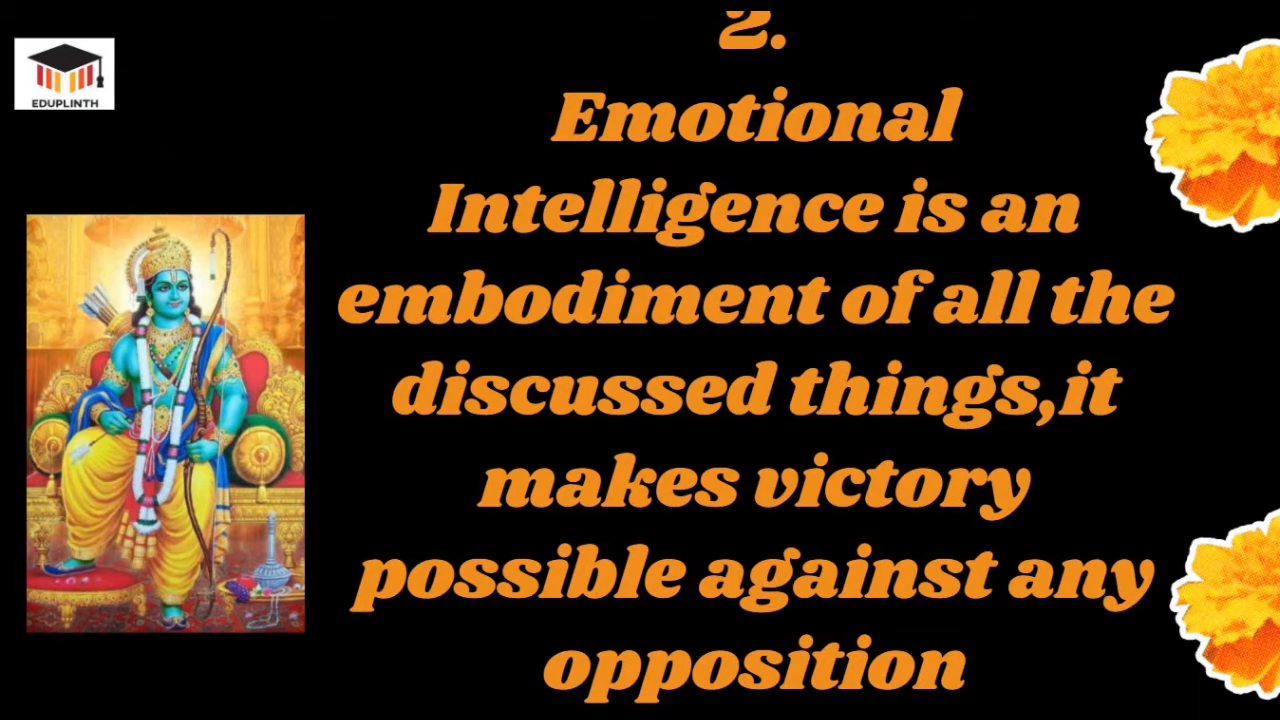 EDUPLINTH
2.
Emotional
Intelligence is an
embodiment of all the
discussed things,it
makes victory
possible against any
opposition